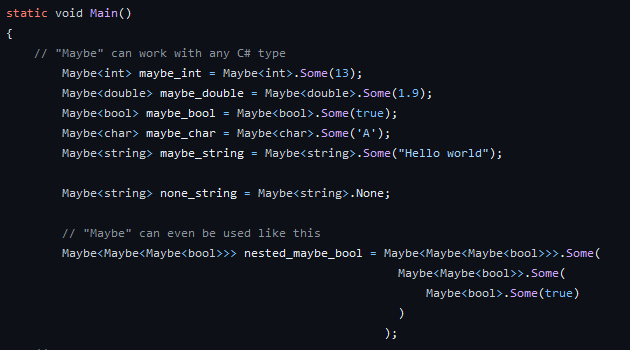 static void Main()
{
    // "Maybe" can work with any C# type
        Maybe<int> maybe_int = Maybe<int>.Some(13);
        Maybe<double> maybe_double = Maybe<double>.Some(1.9);
        Maybe<bool> maybe_bool = Maybe<bool>.Some(true);
        Maybe<char> maybe_char = Maybe<char>.Some('A');
        Maybe<string> maybe_string = Maybe<string>.Some("Hello world");

        Maybe<string> none_string = Maybe<string>.None;

        // "Maybe" can even be used like this
        Maybe<Maybe<Maybe<bool>>> nested_maybe_bool = Maybe<Maybe<Maybe<bool>>>.Some(
                                                        Maybe<Maybe<bool>>.Some(
                                                            Maybe<bool>.Some(true)
                                                        )
                                                      );